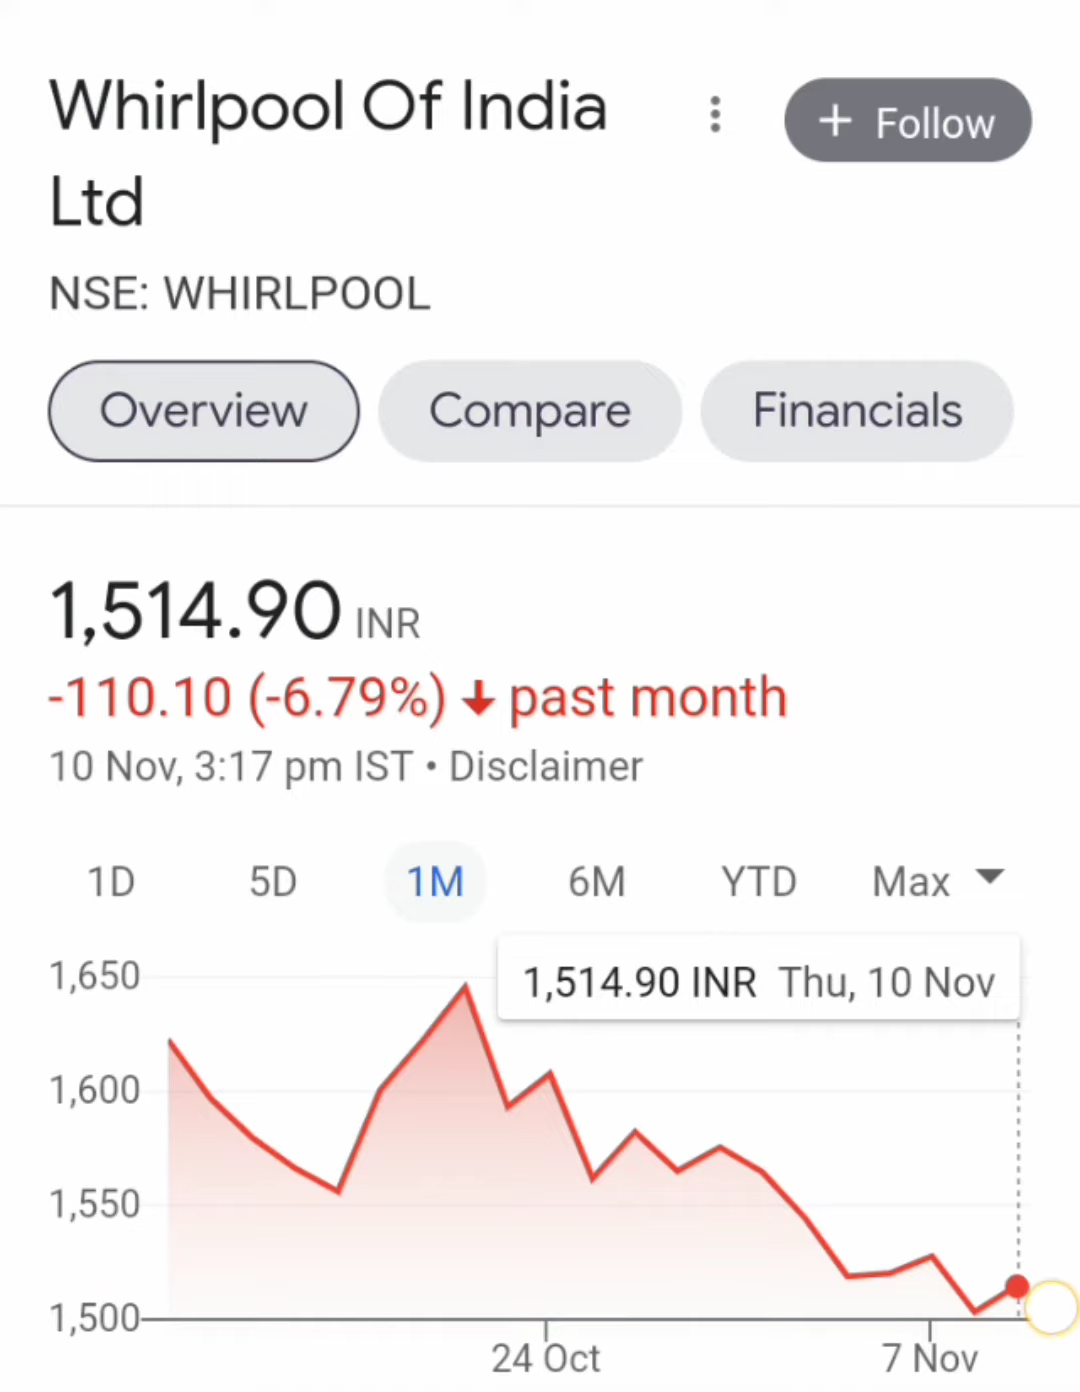 Whirlpool Of India
Ltd
+ Follow
NSE: WHIRLPOOL
Overview Compare Financials
1,514.90 INR
-110.10 (-6.79%) ↓ past month
10 Nov, 3:17 pm IST • Disclaimer
1D 5D 1M 6M YTD Max
1,514.90 INR Thu, 10 Nov
1,650
1,600
1,550
1,500
24 Oct 7 Nov